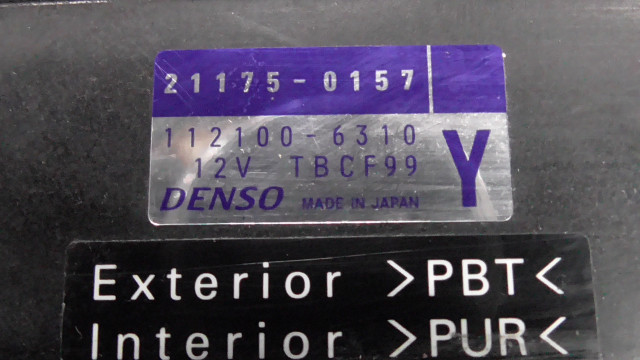 21175-0157
112100-6310
12V TBCF99 Y
DENSO MADE IN JAPAN
Exterior >PBT<
Interior >PUR<